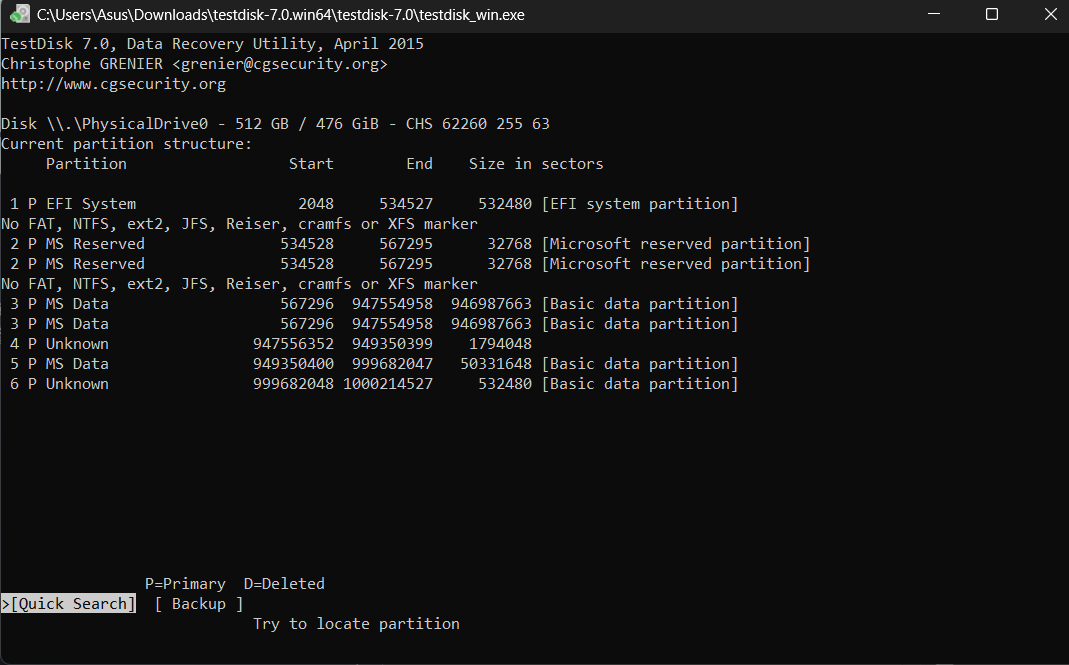 C:\Users\Asus\Downloads\testdisk-7.0.win64\testdisk-7.0\testdisk_win.exe
TestDisk 7.0, Data Recovery Utility, April 2015
Christophe GRENIER <grenier@cgsecurity.org>
http://www.cgsecurity.org
Disk \\.\PhysicalDrive0 - 512 GB / 476 GiB - CHS 62260 255 63
Current partition structure:
Partition Start End Size in sectors
1 P EFI System 2048 534527 532480 [EFI system partition]
No FAT, NTFS, ext2, JFS, Reiser, cramfs or XFS marker
2 P MS Reserved 534528 567295 32768 [Microsoft reserved partition]
2 P MS Reserved 534528 567295 32768 [Microsoft reserved partition]
No FAT, NTFS, ext2, JFS, Reiser, cramfs or XFS marker
3 P MS Data 567296 947554958 946987663 [Basic data partition]
3 P MS Data 567296 947554958 946987663 [Basic data partition]
4 P Unknown 947556352 949350399 1794048
5 P MS Data 949350400 999682047 50331648 [Basic data partition]
6 P Unknown 999682048 1000214527 532480 [Basic data partition]
P=Primary D=Deleted
>[Quick Search] [ Backup ]
Try to locate partition